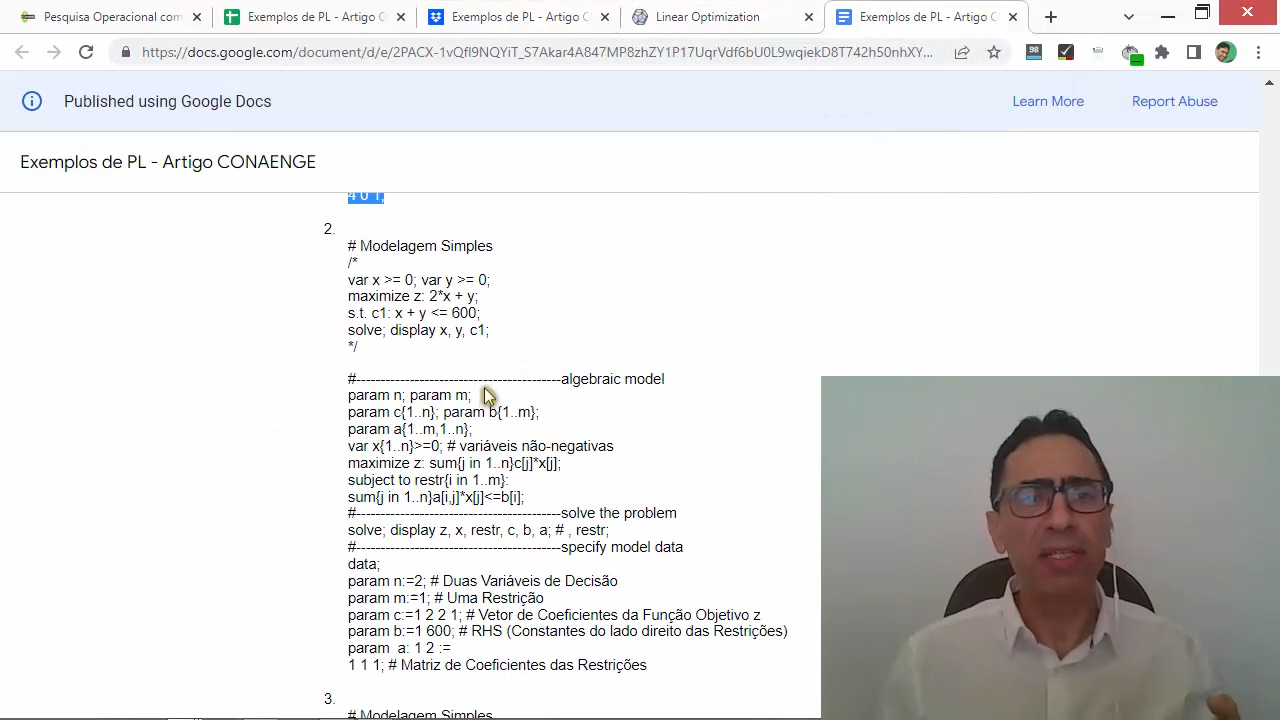 Pesquisa Operacional com
Exemplos de PL - Artigo C
Exemplos de PL - Artigo C
Linear Optimization
Exemplos de PL - Artigo C
https://docs.google.com/document/d/e/2PACX-1vQfl9NQYiT_S7Akar4A847MP8zhZY1P17UqrVdf6bU0L9wqiekD8T742h50nhXY...
98
Published using Google Docs
Learn More
Report Abuse
Exemplos de PL - Artigo CONAENGE
4 0 1;
2.
# Modelagem Simples
/*
var x >= 0; var y >= 0;
maximize z: 2*x + y;
s.t. c1: x + y <= 600;
solve; display x, y, c1;
*/
#-------------------------------------------algebraic model
param n; param m;
param c{1..n}; param b{1..m};
param a{1..m,1..n};
var x{1..n}>=0; # variáveis não-negativas
maximize z: sum{j in 1..n}c[j]*x[j];
subject to restr{i in 1..m}:
sum{j in 1..n}a[i,j]*x[j]<=b[i];
#-------------------------------------------solve the problem
solve; display z, x, restr, c, b, a; # , restr;
#-------------------------------------------specify model data
data;
param n:=2; # Duas Variáveis de Decisão
param m:=1; # Uma Restrição
param c:=1 2 2 1; # Vetor de Coeficientes da Função Objetivo z
param b:=1 600; # RHS (Constantes do lado direito das Restrições)
param a: 1 2 :=
1 1 1; # Matriz de Coeficientes das Restrições
3.
# Modelagem Simples